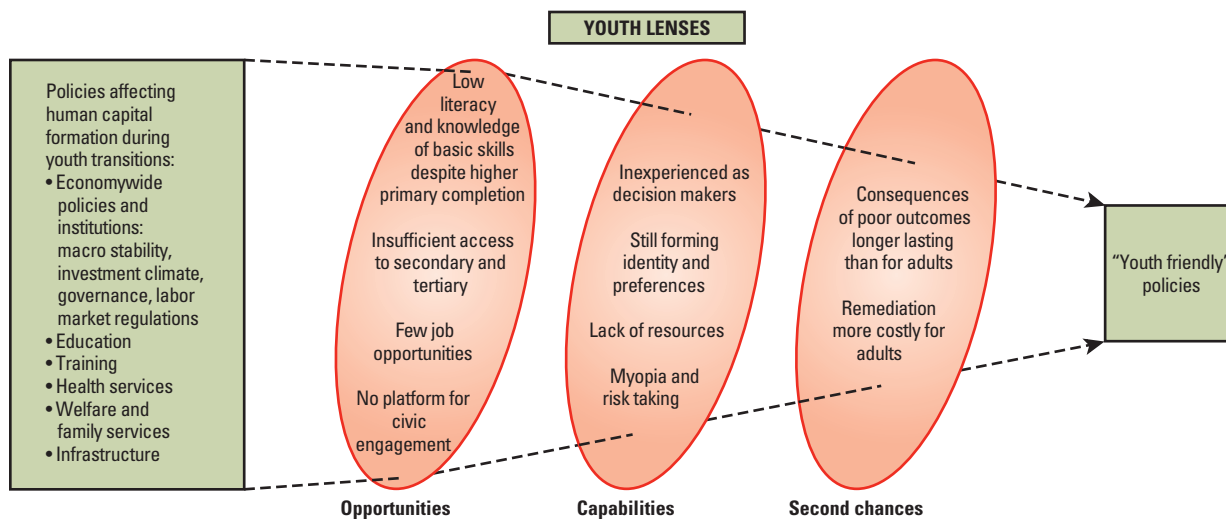 YOUTH LENSES
Policies affecting
human capital
formation during
youth transitions:
• Economywide
policies and
institutions:
macro stability,
investment climate,
governance, labor
market regulations
• Education
• Training
• Health services
• Welfare and
family services
• Infrastructure
Low
literacy
and knowledge
of basic skills
despite higher
primary completion
Insufficient access
to secondary and
tertiary
Few job
opportunities
No platform for
civic
engagement
Opportunities
Inexperienced as
decision makers
Still forming
identity and
preferences
Lack of resources
Myopia and
risk taking
Capabilities
Consequences
of poor outcomes
longer lasting
than for adults
Remediation
more costly for
adults
Second chances
“Youth friendly”
policies